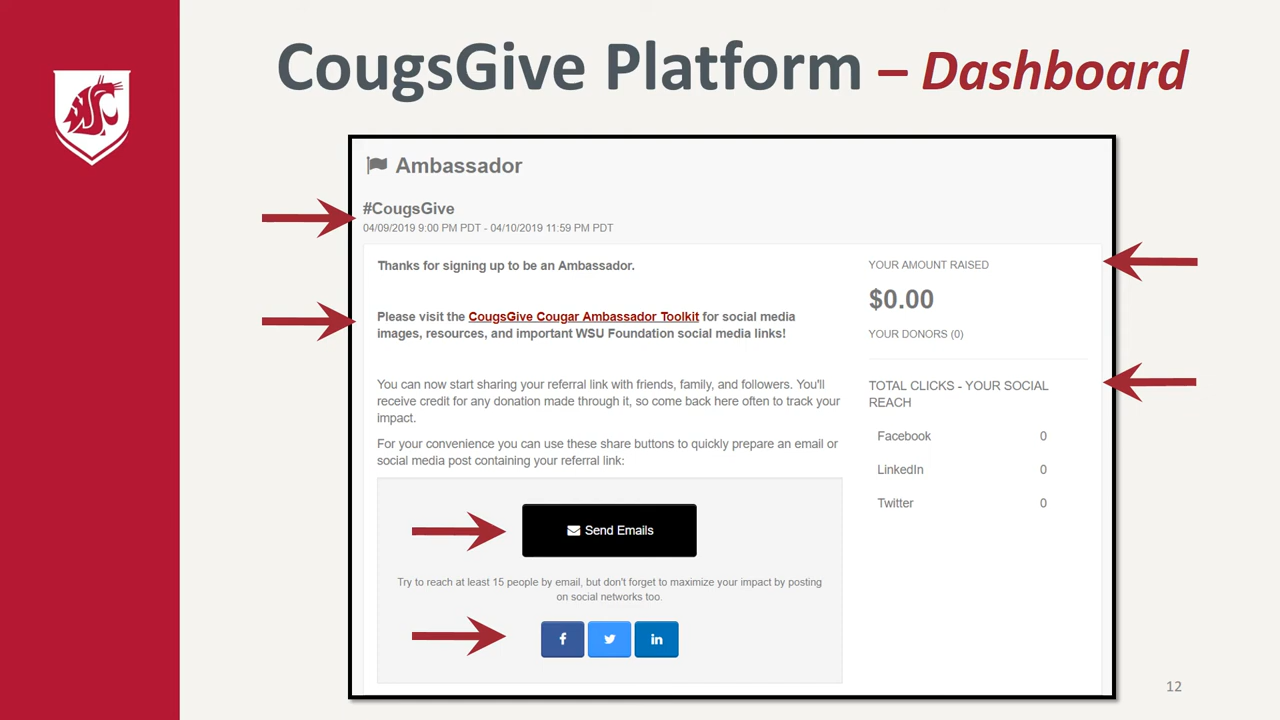 CougsGive Platform – Dashboard
Ambassador
#CougsGive
04/09/2019 9:00 PM PDT - 04/10/2019 11:59 PM PDT
Thanks for signing up to be an Ambassador.
Please visit the CougsGive Cougar Ambassador Toolkit for social media
images, resources, and important WSU Foundation social media links!
You can now start sharing your referral link with friends, family, and followers. You'll
receive credit for any donation made through it, so come back here often to track your
impact.
For your convenience you can use these share buttons to quickly prepare an email or
social media post containing your referral link:
Send Emails
Try to reach at least 15 people by email, but don't forget to maximize your impact by posting
on social networks too.
YOUR AMOUNT RAISED
$0.00
YOUR DONORS (0)
TOTAL CLICKS - YOUR SOCIAL
REACH
Facebook 0
LinkedIn 0
Twitter 0
12